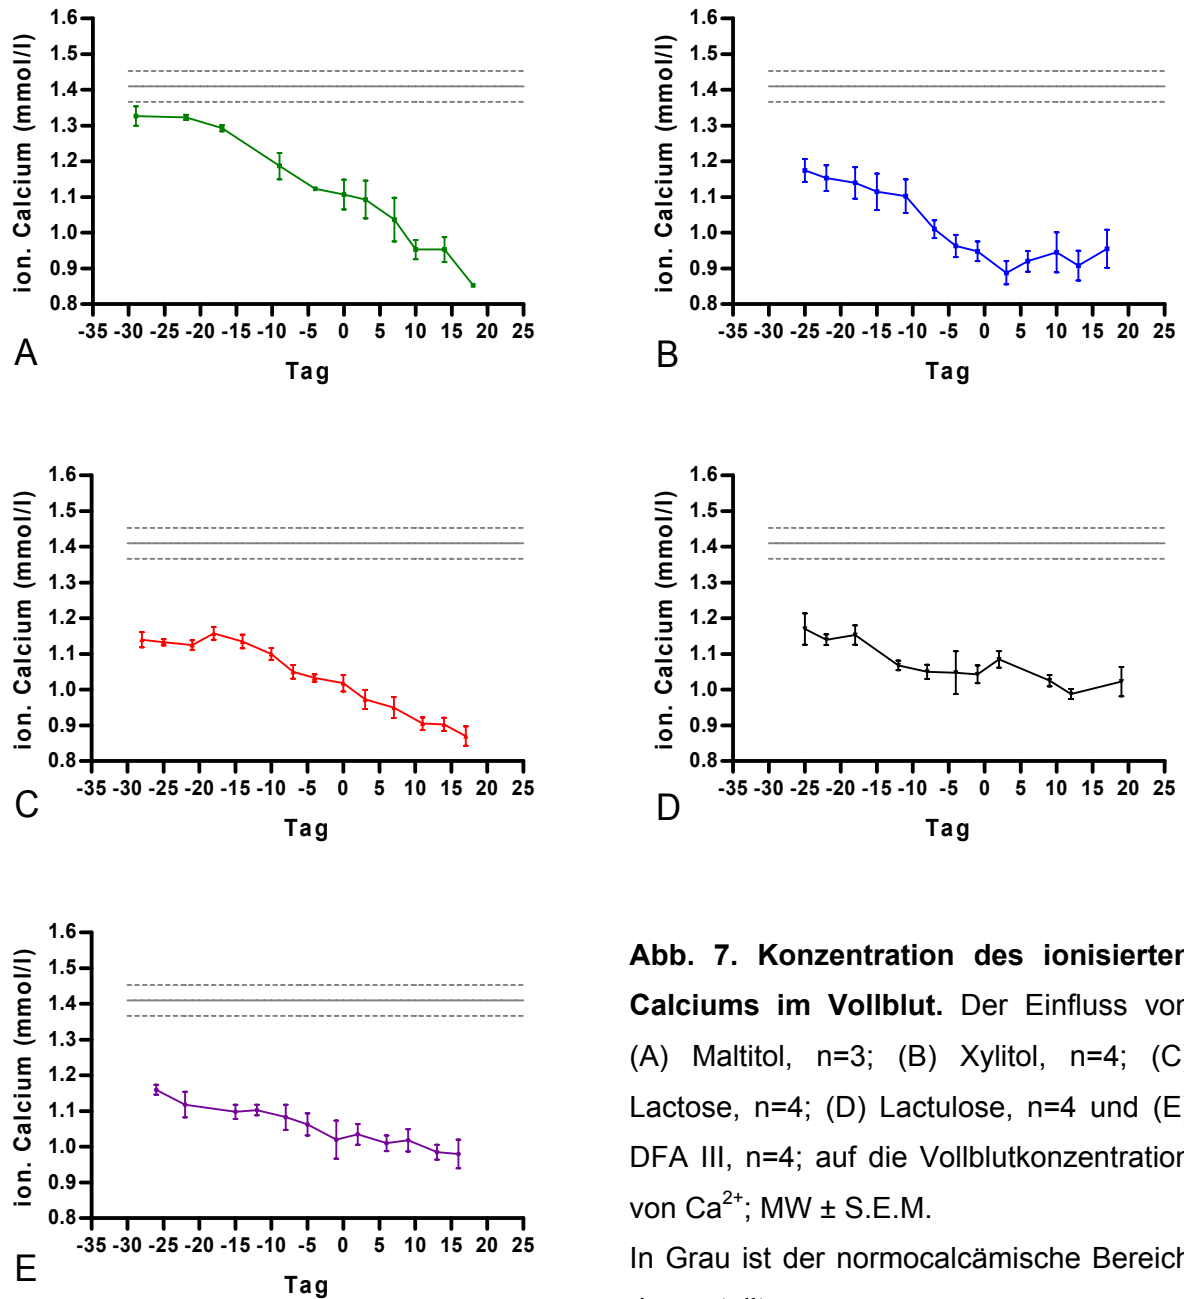 1.6
1.5
1.4
1.3
1.2
1.1
1.0
0.9
0.8
ion. Calcium (mmol/l)
-35 -30 -25 -20 -15 -10 -5 0 5 10 15 20 25
Tag
A
1.6
1.5
1.4
1.3
1.2
1.1
1.0
0.9
0.8
ion. Calcium (mmol/l)
-35 -30 -25 -20 -15 -10 -5 0 5 10 15 20 25
Tag
B
1.6
1.5
1.4
1.3
1.2
1.1
1.0
0.9
0.8
ion. Calcium (mmol/l)
-35 -30 -25 -20 -15 -10 -5 0 5 10 15 20 25
Tag
C
1.6
1.5
1.4
1.3
1.2
1.1
1.0
0.9
0.8
ion. Calcium (mmol/l)
-35 -30 -25 -20 -15 -10 -5 0 5 10 15 20 25
Tag
D
1.6
1.5
1.4
1.3
1.2
1.1
1.0
0.9
0.8
ion. Calcium (mmol/l)
-35 -30 -25 -20 -15 -10 -5 0 5 10 15 20 25
Tag
E
Abb. 7. Konzentration des ionisierten
Calciums im Vollblut. Der Einfluss von
(A) Maltitol, n=3; (B) Xylitol, n=4; (C)
Lactose, n=4; (D) Lactulose, n=4 und (E)
DFA III, n=4; auf die Vollblutkonzentration
von Ca²⁺; MW ± S.E.M.
In Grau ist der normocalcämische Bereich